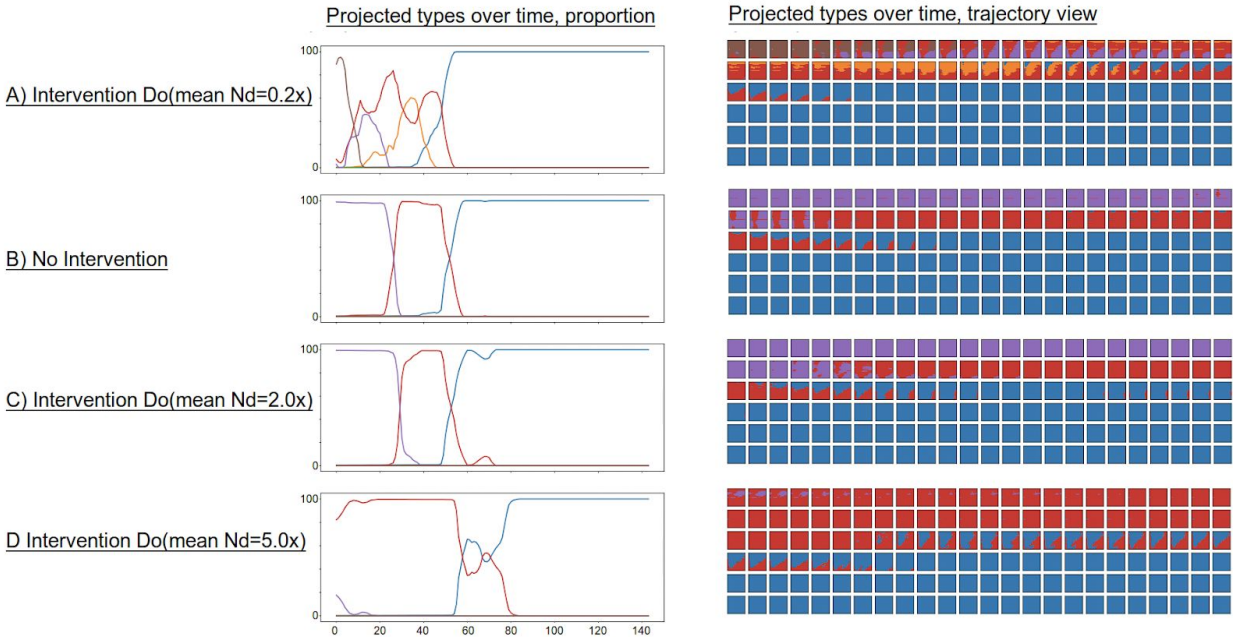 Projected types over time, proportion
Projected types over time, trajectory view
A) Intervention Do(mean Nd=0.2x)
100
0
B) No Intervention
100
0
C) Intervention Do(mean Nd=2.0x)
100
0
D Intervention Do(mean Nd=5.0x)
100
0
0 20 40 60 80 100 120 140